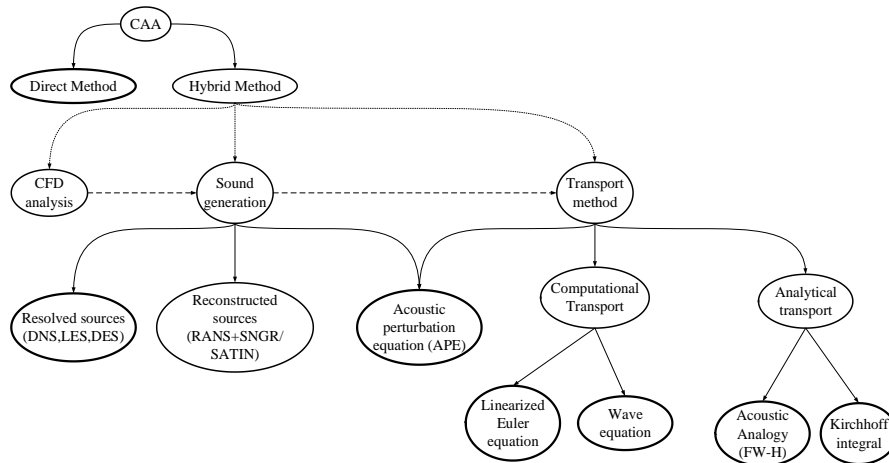 CAA
Direct Method
Hybrid Method
CFD
analysis
Sound
generation
Transport
method
Resolved sources
(DNS,LES,DES)
Reconstructed
sources
(RANS+SNGR/
SATIN)
Acoustic
perturbation
equation (APE)
Computational
Transport
Analytical
transport
Linearized
Euler
equation
Wave
equation
Acoustic
Analogy
(FW-H)
Kirchhoff
integral